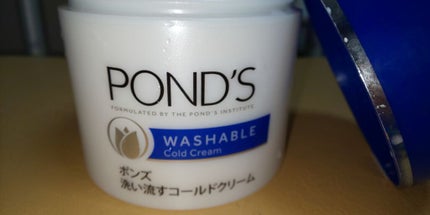 POND'S
FORMULATED BY THE POND'S INSTITUTE
WASHABLE
Cold Cream
ポンズ
洗い流すコールドクリーム